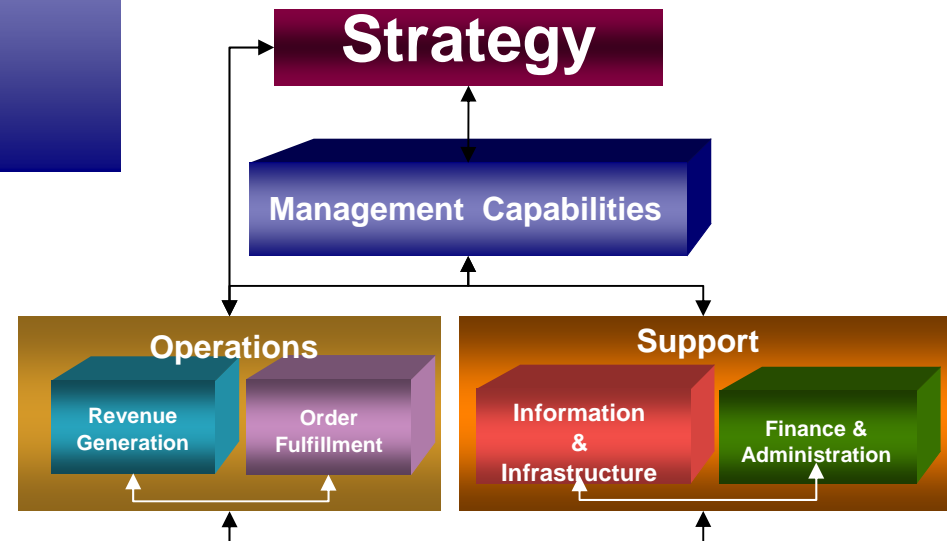 Strategy
Management Capabilities
Operations
Revenue
Generation
Order
Fulfillment
Support
Information
&
Infrastructure
Finance &
Administration